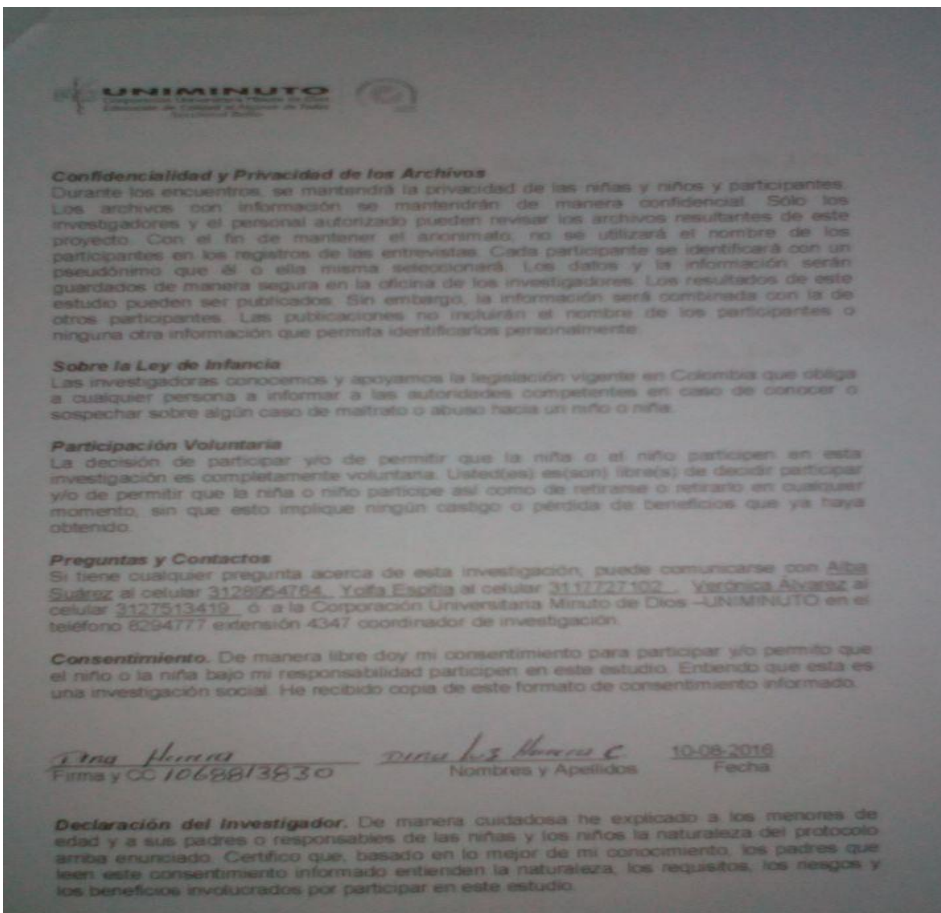 UNIMINUTO
Corporación Universitaria Minuto de Dios
Educación de Calidad al Alcance de Todos
Seccional Bello
Confidencialidad y Privacidad de los Archivos
Durante los encuentros, se mantendrá la privacidad de las niñas y niños y participantes.
Los archivos con información se mantendrán de manera confidencial. Sólo los
investigadores y el personal autorizado pueden revisar los archivos resultantes de este
proyecto. Con el fin de mantener el anonimato, no se utilizará el nombre de los
participantes en los registros de las entrevistas. Cada participante se identificará con un
pseudónimo que él o ella misma seleccionará. Los datos y la información serán
guardados de manera segura en la oficina de los investigadores. Los resultados de este
estudio pueden ser publicados. Sin embargo, la información será combinada con la de
otros participantes. Las publicaciones no incluirán el nombre de los participantes o
ninguna otra información que permita identificarlos personalmente.
Sobre la Ley de Infancia
Las investigadoras conocemos y apoyamos la legislación vigente en Colombia que obliga
a cualquier persona a informar a las autoridades competentes en caso de conocer o
sospechar sobre algún caso de maltrato o abuso hacia un niño o niña.
Participación Voluntaria
La decisión de participar y/o de permitir que la niña o el niño participen en esta
investigación es completamente voluntaria. Usted(es) es(son) libre(s) de decidir participar
y/o de permitir que la niña o niño participe así como de retirarse o retirarlo en cualquier
momento, sin que esto implique ningún castigo o pérdida de beneficios que ya haya
obtenido.
Preguntas y Contactos
Si tiene cualquier pregunta acerca de esta investigación, puede comunicarse con Alba
Suárez al celular 3128954764, Yolfa Espitia al celular 3117727102, Verónica Álvarez al
celular 3127513419 ó a la Corporación Universitaria Minuto de Dios –UNIMINUTO en el
teléfono 8294777 extensión 4347 coordinador de investigación.
Consentimiento. De manera libre doy mi consentimiento para participar y/o permito que
el niño o la niña bajo mi responsabilidad participen en este estudio. Entiendo que esta es
una investigación social. He recibido copia de este formato de consentimiento informado.
Herrera Luz Herrera C 10-08-2016
Firma y CC 1068813830 Nombres y Apellidos Fecha
Declaración del Investigador. De manera cuidadosa he explicado a los menores de
edad y a sus padres o responsables de las niñas y los niños la naturaleza del protocolo
arriba enunciado. Certifico que, basado en lo mejor de mi conocimiento, los padres que
leen este consentimiento informado entienden la naturaleza, los requisitos, los riesgos y
los beneficios involucrados por participar en este estudio.